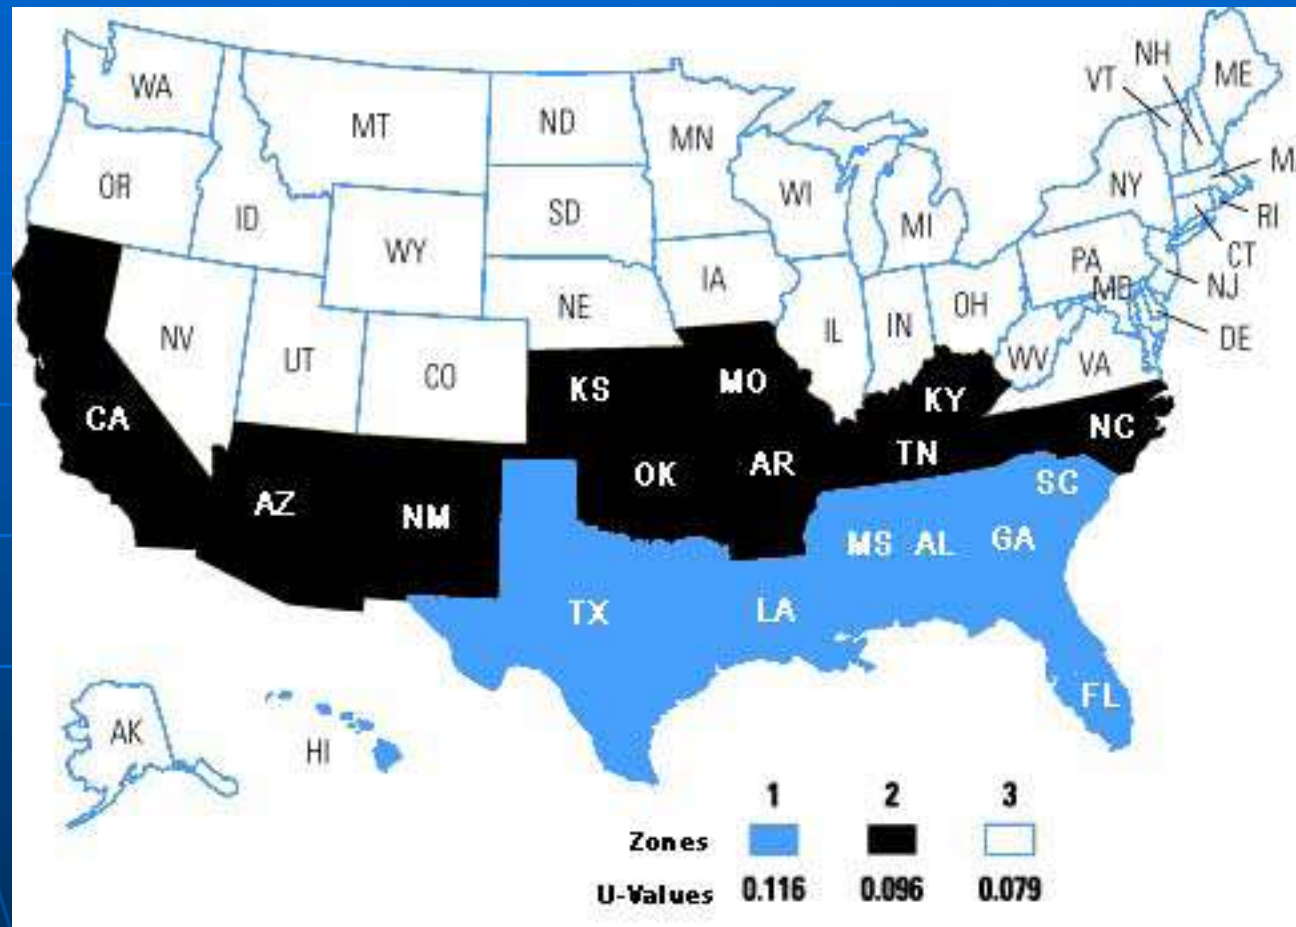 NH
VT
ME
WA
MT
ND
MN
OR
ID
SD
WI
MI
NY
M
RI
WY
CT
IA
PA
NE
MD
NJ
NV
UT
CO
IL
IN
OH
DE
WV
VA
KS
MO
KY
CA
NC
TN
AZ
OK
AR
NM
SC
MS
AL
GA
TX
LA
FL
AK
HI
1 2 3
Zones
U-Values 0.116 0.096 0.079